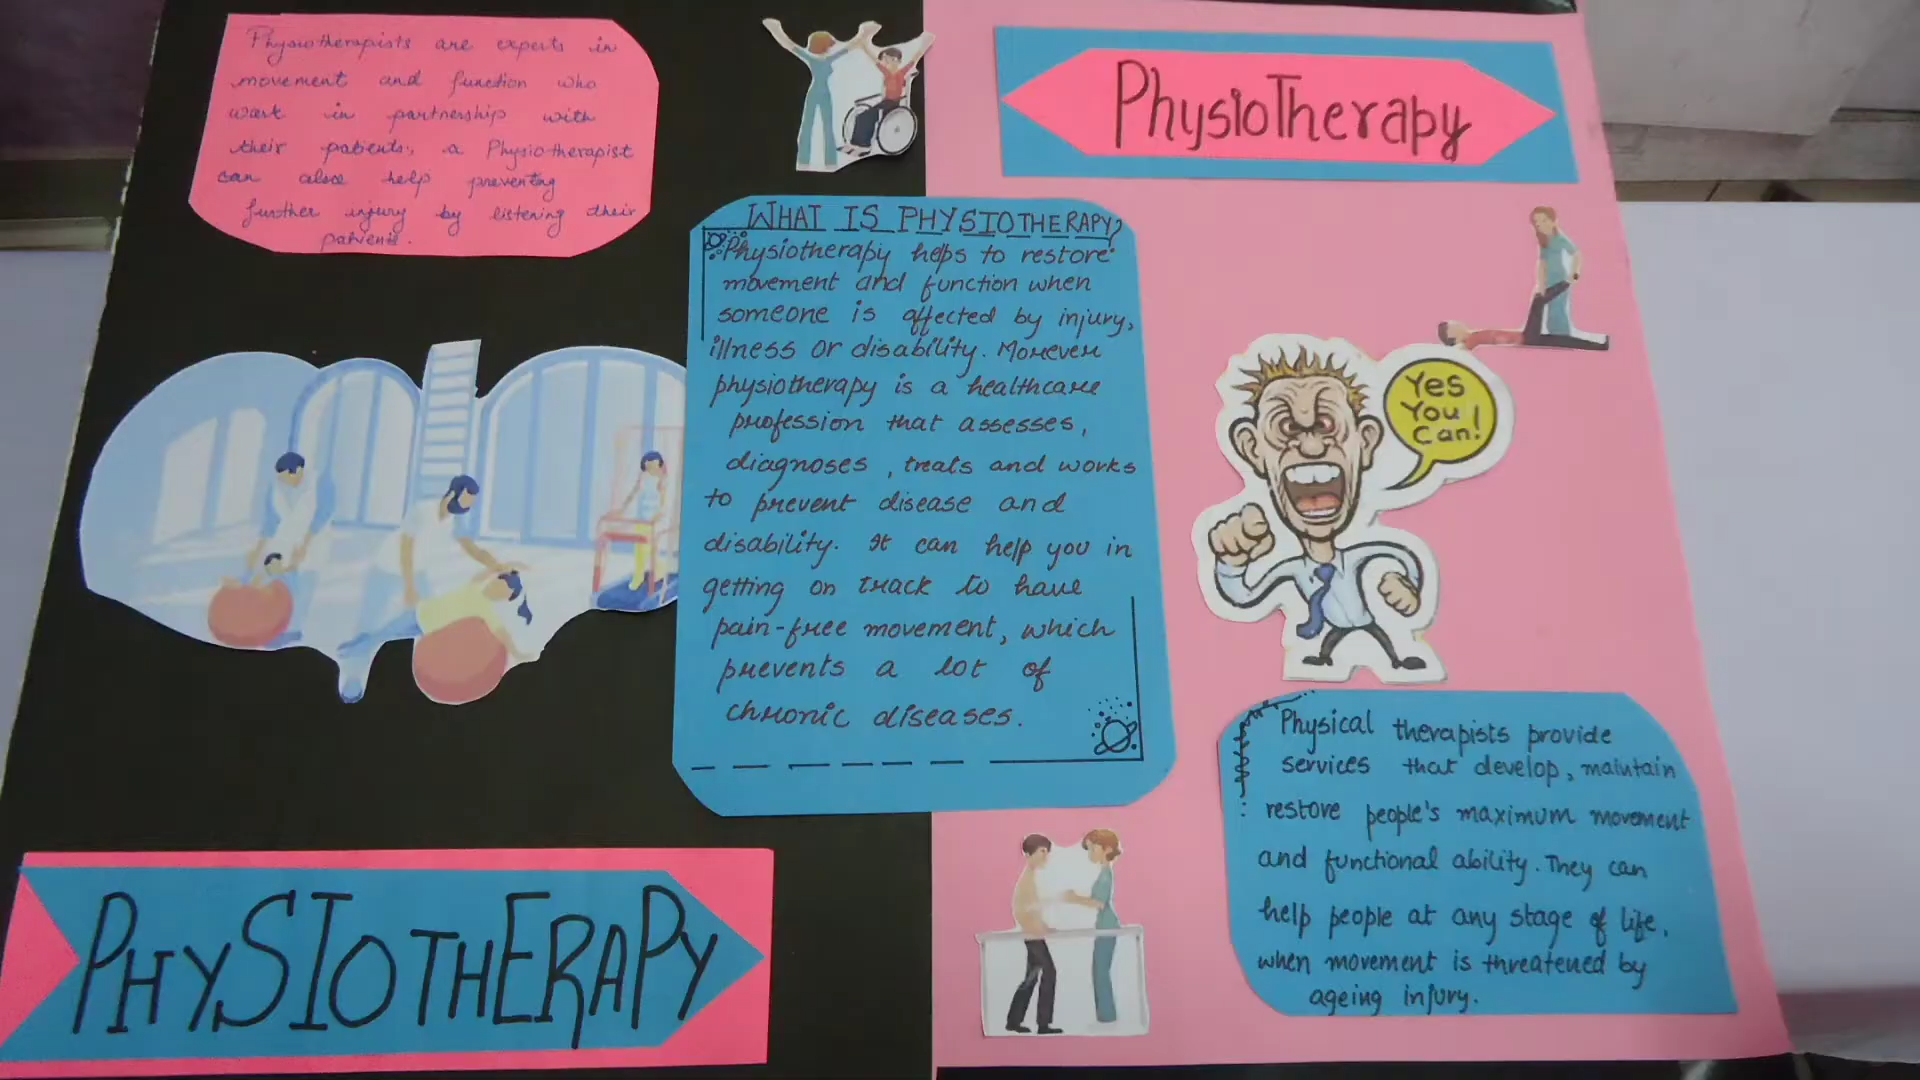 Physiotherapists are experts in
movement and function who
work in partnership with
their patients, a Physiotherapist
can also help preventing
further injury by listening their
patients.
PhysioTherapy
WHAT IS PHYSIOTHERAPY?
Physiotherapy helps to restore
movement and function when
someone is affected by injury,
illness or disability. Morever
physiotherapy is a healthcare
profession that assesses,
diagnoses, treats and works
to prevent disease and
disability. It can help you in
getting on track to have
pain-free movement, which
prevents a lot of
chronic diseases.
Yes
You
Can!
Physical therapists provide
services that develop, maintain
restore people's maximum movement
and functional ability. They can
help people at any stage of life,
when movement is threatened by
ageing injury.
PHYSIOTHERAPY